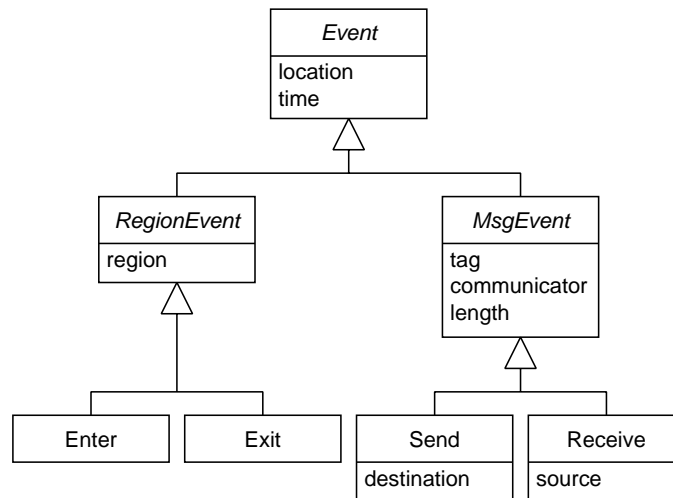 Event
location
time
RegionEvent
region
MsgEvent
tag
communicator
length
Enter
Exit
Send
destination
Receive
source